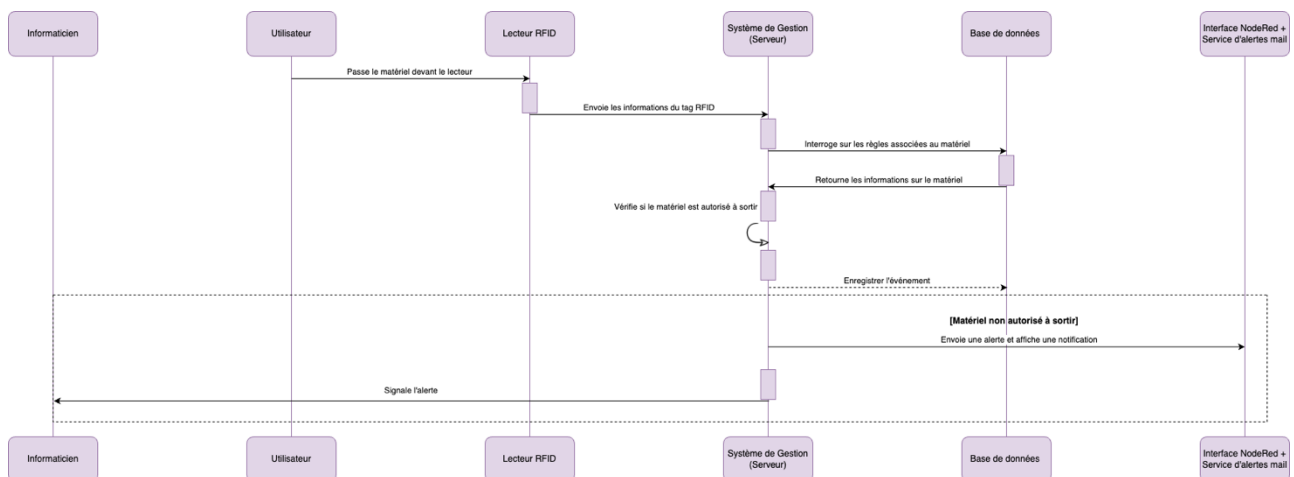 Informaticien
Utilisateur
Lecteur RFID
Système de Gestion
(Serveur)
Base de données
Interface NodeRed +
Service d'alertes mail
Passe le matériel devant le lecteur
Envoie les informations du tag RFID
Interroge sur les règles associées au matériel
Retourne les informations sur le matériel
Vérifie si le matériel est autorisé à sortir
Enregistrer l'évènement
[Matériel non autorisé à sortir]
Envoie une alerte et affiche une notification
Signale l'alerte
Informaticien
Utilisateur
Lecteur RFID
Système de Gestion
(Serveur)
Base de données
Interface NodeRed +
Service d'alertes mail